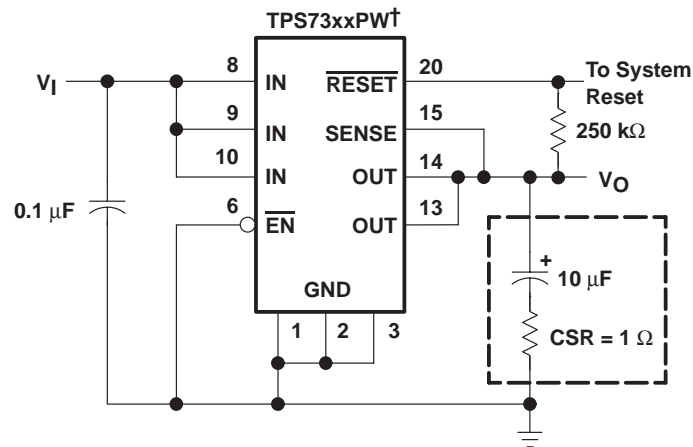 TPS73xxPW†
8
IN
RESET
20
To System
Reset
VI
9
IN
SENSE
15
250 kΩ
10
IN
OUT
14
VO
6
EN
OUT
13
0.1 µF
GND
1
2
3
+
10 µF
CSR = 1 Ω